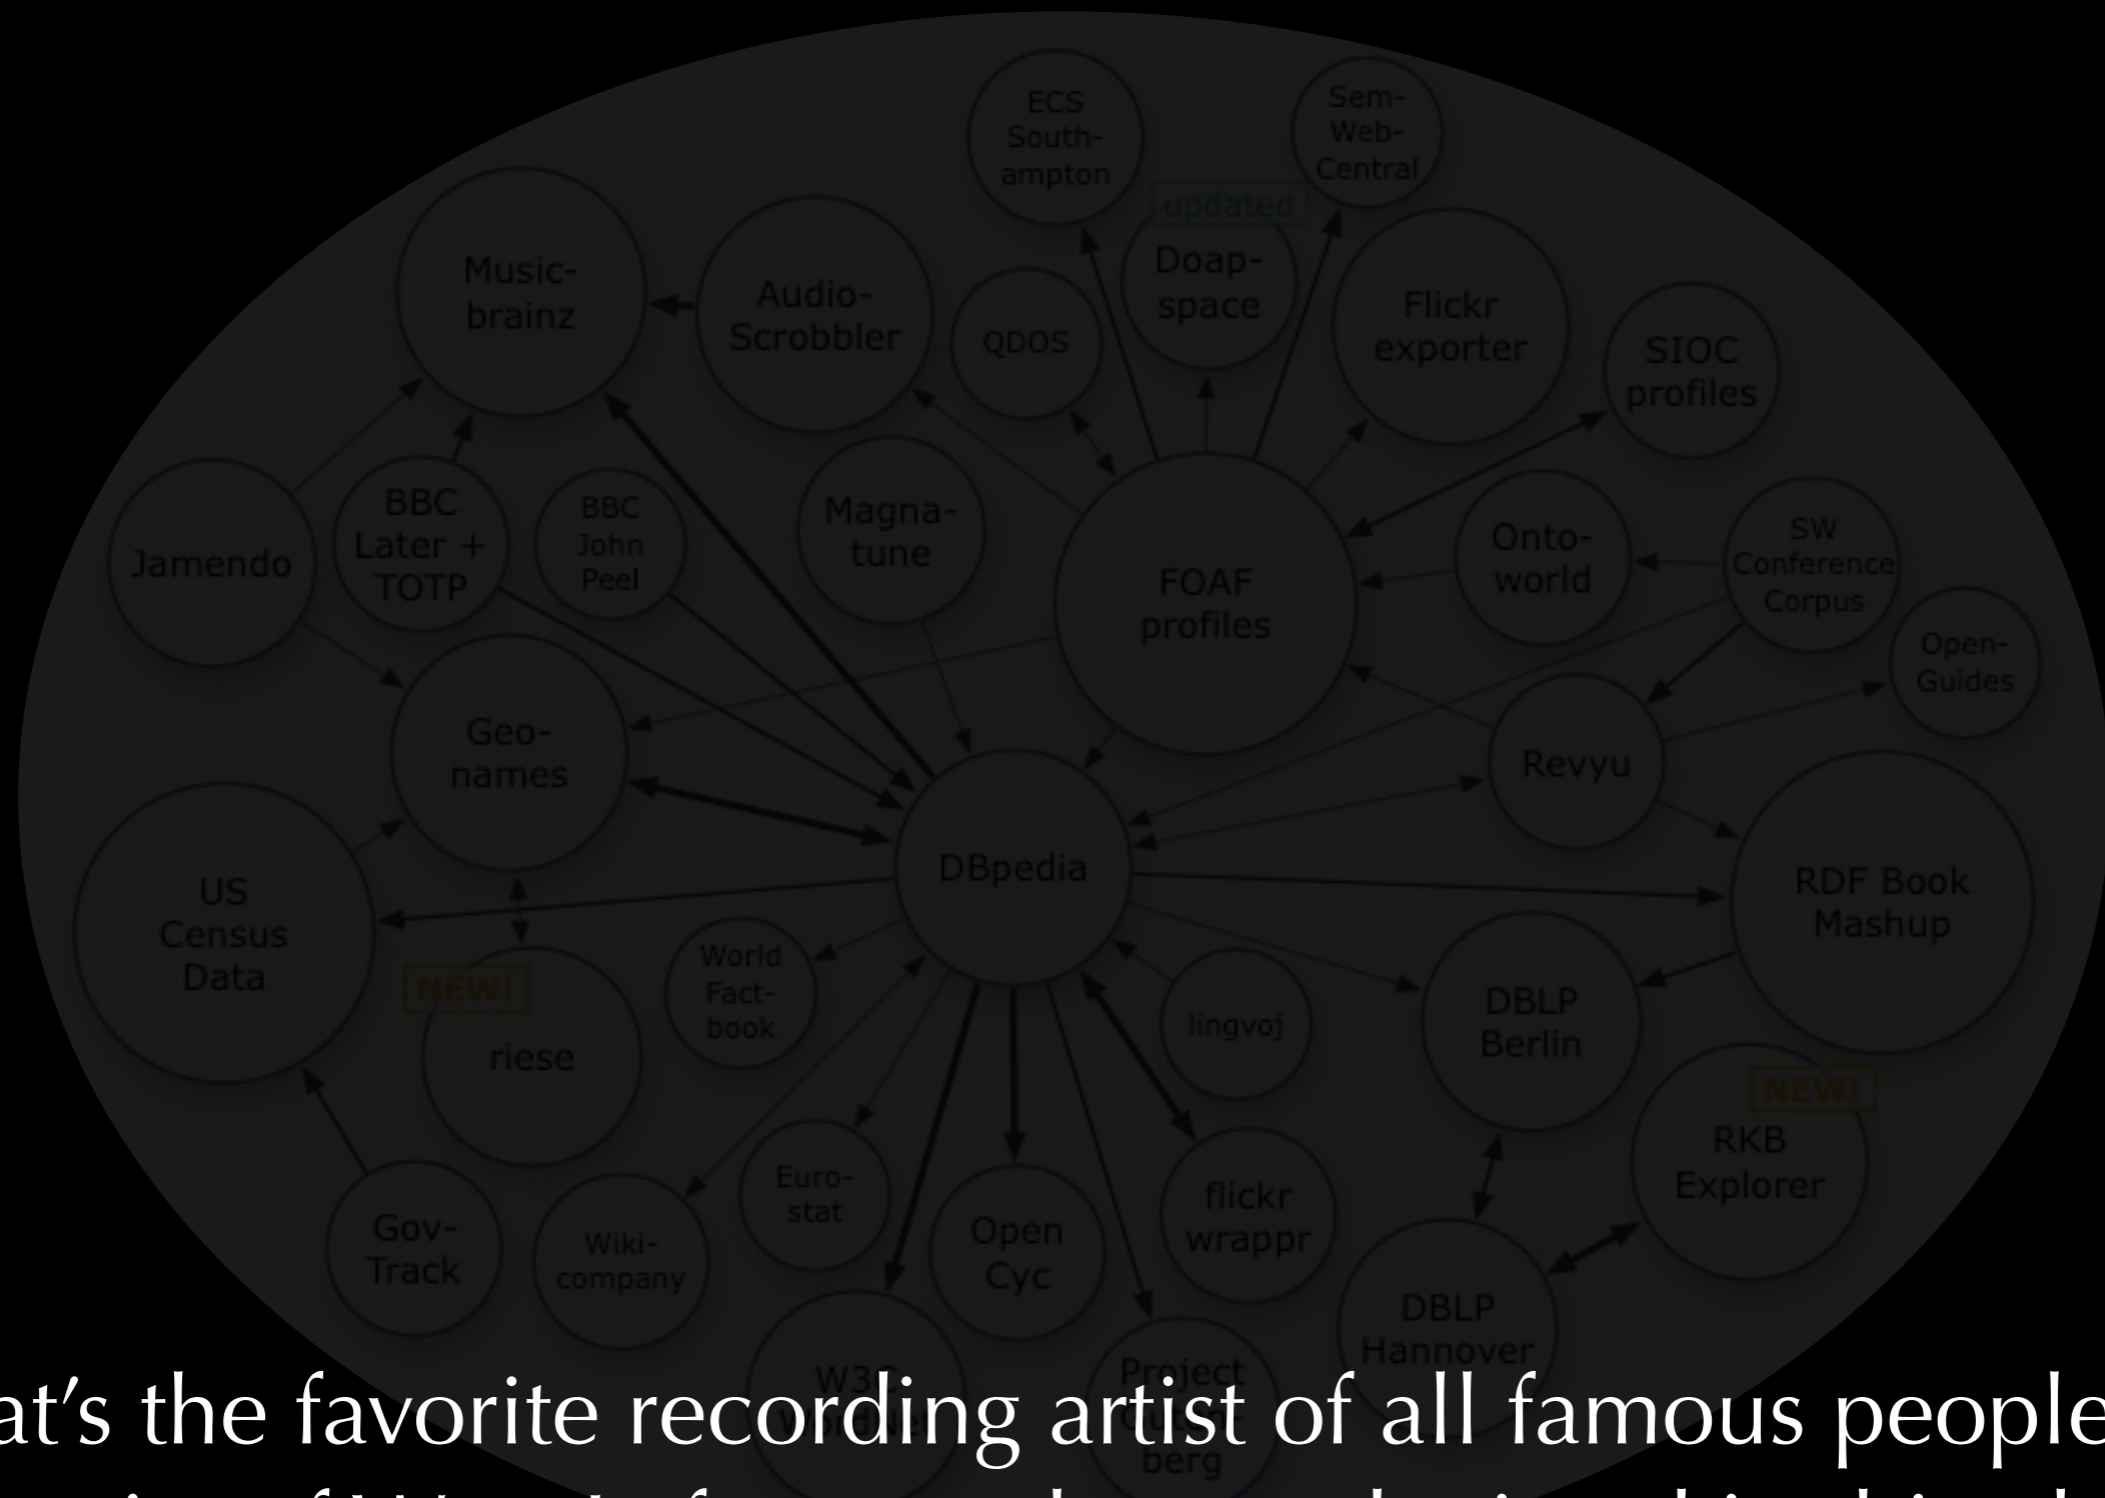 ECS
South-
ampton
Sem-
Web-
Central
updated
Doap-
space
Music-
brainz
Audio-
Scrobbler
QDOS
Flickr
exporter
SIOC
profiles
Jamendo
BBC
Later +
TOTP
BBC
John
Peel
Magna-
tune
FOAF
profiles
Onto-
world
SW
Conference
Corpus
Open-
Guides
Geo-
names
Revyu
DBpedia
US
Census
Data
RDF Book
Mashup
NEW!
riese
World
Fact-
book
lingvoj
DBLP
Berlin
NEW!
RKB
Explorer
Gov-
Track
Wiki-
company
Euro-
stat
Open
Cyc
flickr
wrappr
DBLP
Hannover
W3C
WordNet
Project
Guten-
berg
at's the favorite recording artist of all famous people